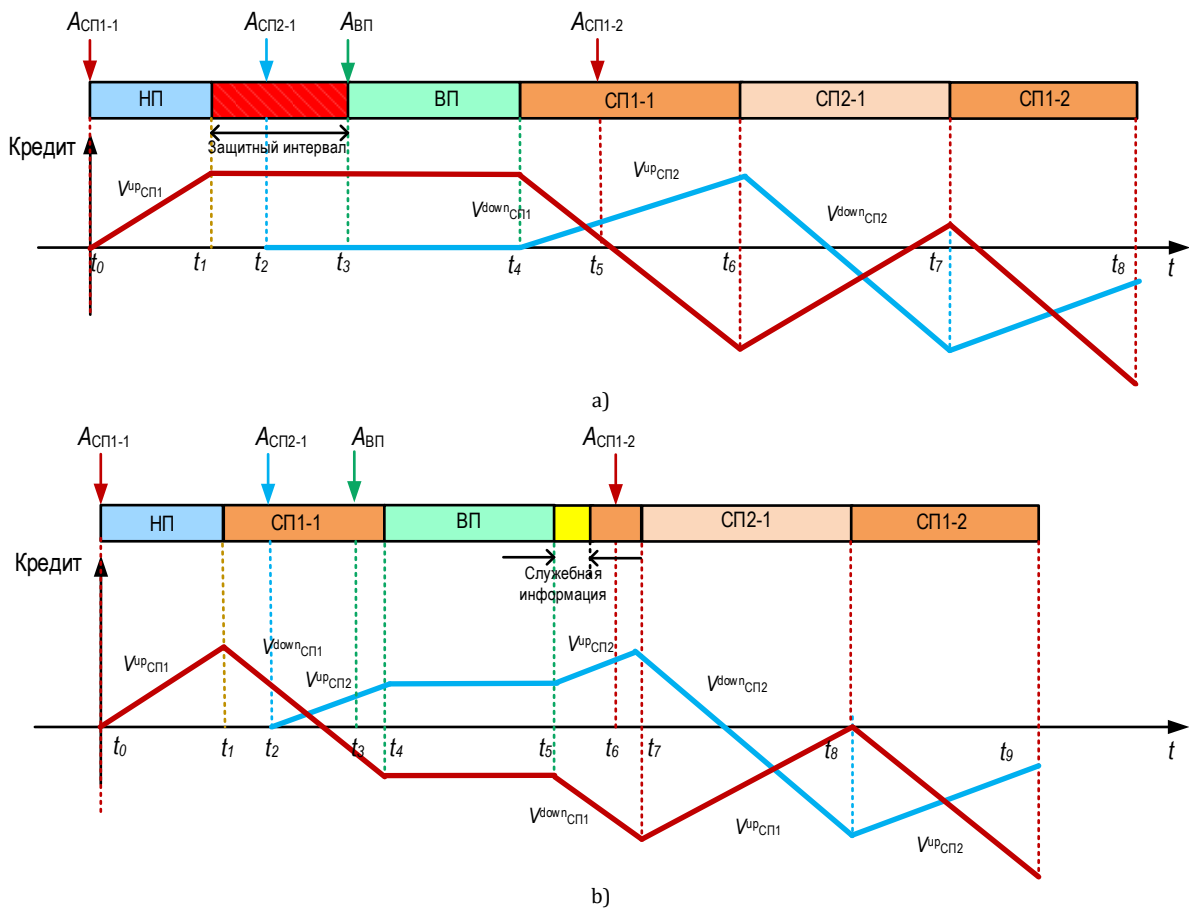 AСП1-1 AСП2-1 AВП AСП1-2
НП ВП СП1-1 СП2-1 СП1-2
Защитный интервал
Кредит
VupСП1 VdownСП1 VupСП2 VdownСП2
t0 t1 t2 t3 t4 t5 t6 t7 t8 t
a)
AСП1-1 AСП2-1 AВП AСП1-2
НП СП1-1 ВП СП2-1 СП1-2
Кредит
Служебная
информация
VupСП1 VdownСП1 VupСП2 VupСП2 VdownСП2
t0 t1 t2 t3 t4 t5 t6 t7 t8 t9 t
VdownСП1 VupСП1 VupСП2
b)